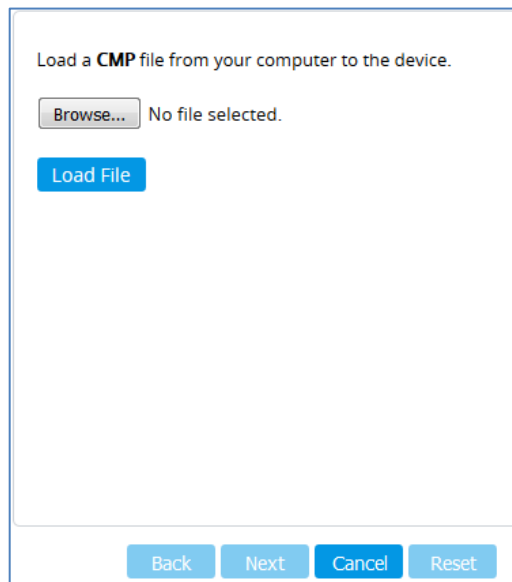 Load a CMP file from your computer to the device.
Browse... No file selected.
Load File
Back Next Cancel Reset